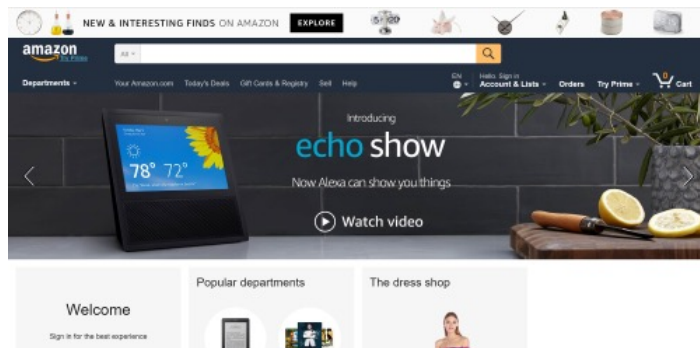 NEW & INTERESTING FINDS ON AMAZON EXPLORE
amazon
Try Prime
All
Departments
Your Amazon.com Today's Deals Gift Cards & Registry Sell Help
EN
Hello. Sign in
Account & Lists Orders Try Prime 0 Cart
Introducing
echo show
Now Alexa can show you things
Watch video
78° 72°
Welcome
Sign in for the best experience
Popular departments
The dress shop